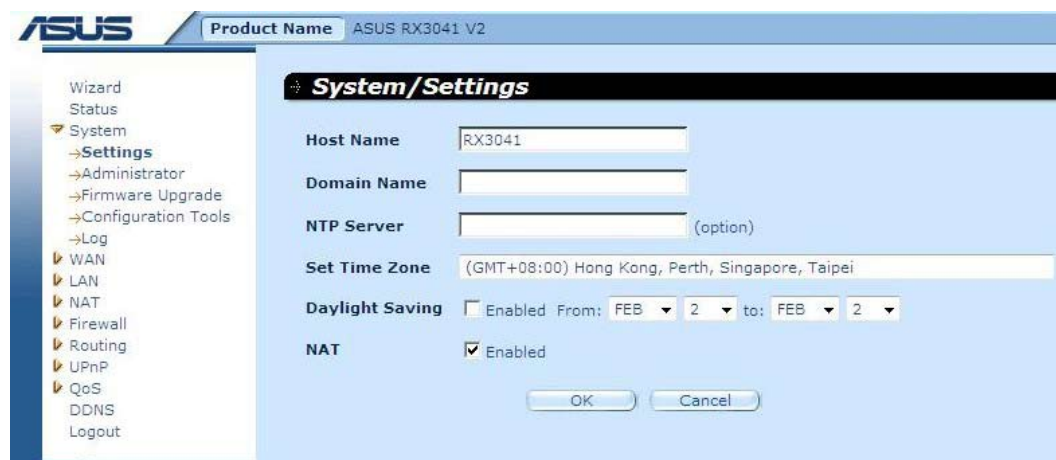 ASUS
Product Name ASUS RX3041 V2
Wizard
Status
System
→Settings
→Administrator
→Firmware Upgrade
→Configuration Tools
→Log
WAN
LAN
NAT
Firewall
Routing
UPnP
QoS
DDNS
Logout
System/Settings
Host Name RX3041
Domain Name
NTP Server (option)
Set Time Zone (GMT+08:00) Hong Kong, Perth, Singapore, Taipei
Daylight Saving Enabled From: FEB 2 to: FEB 2
NAT Enabled
OK Cancel